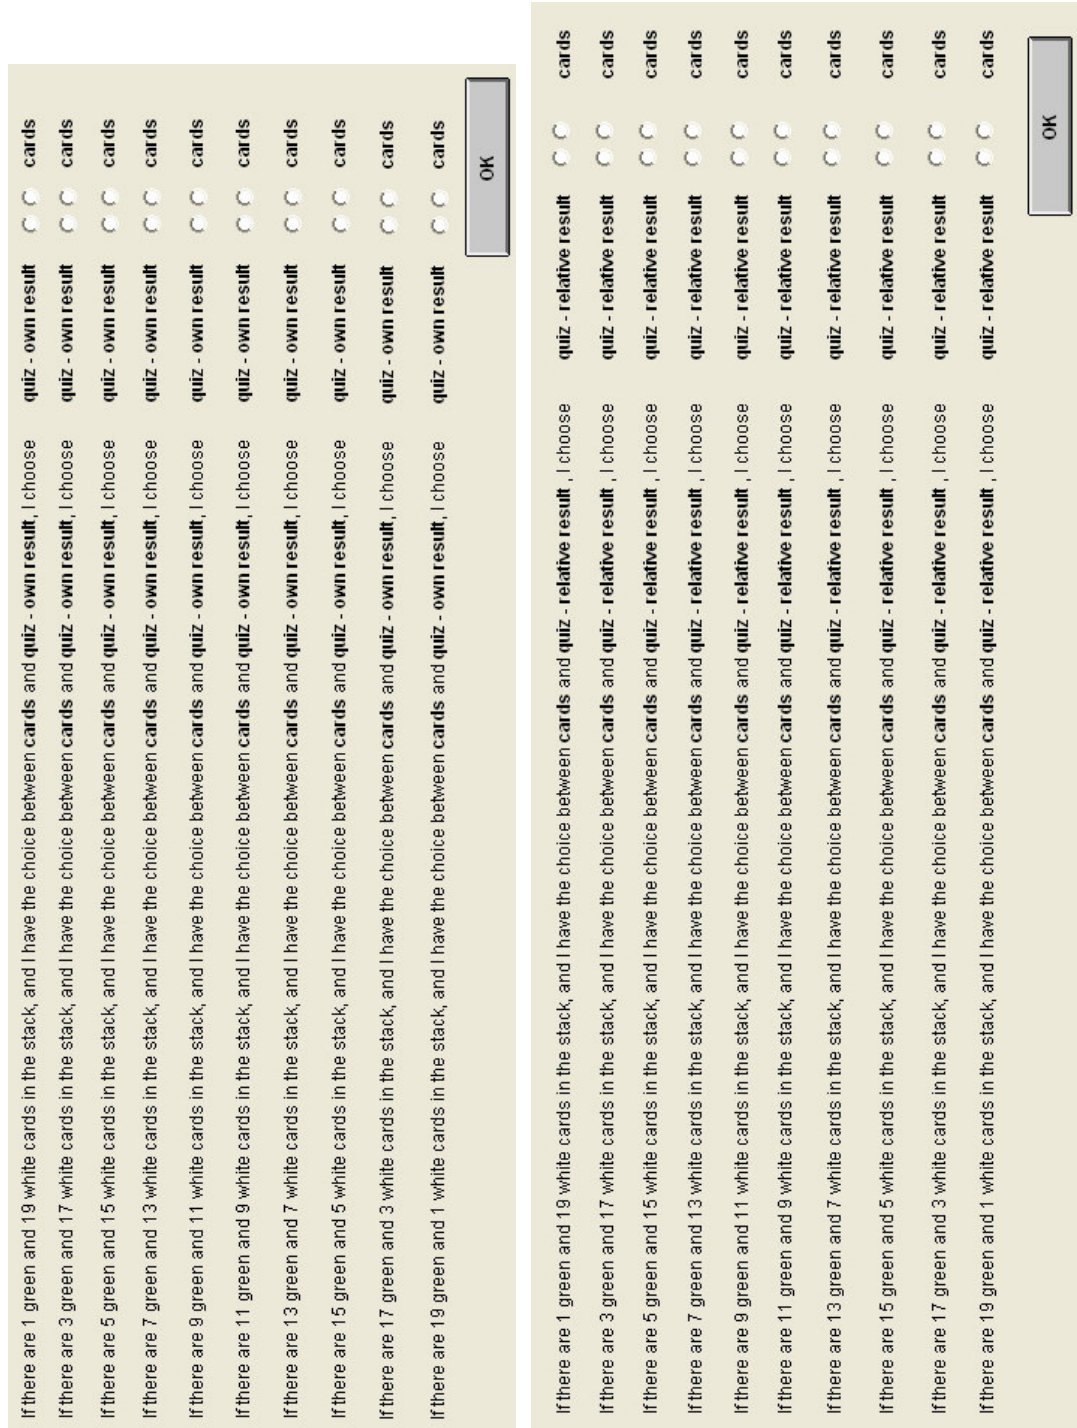 If there are 1 green and 19 white cards in the stack, and I have the choice between cards and quiz - own result, I choose quiz - own result cards
If there are 3 green and 17 white cards in the stack, and I have the choice between cards and quiz - own result, I choose quiz - own result cards
If there are 5 green and 15 white cards in the stack, and I have the choice between cards and quiz - own result, I choose quiz - own result cards
If there are 7 green and 13 white cards in the stack, and I have the choice between cards and quiz - own result, I choose quiz - own result cards
If there are 9 green and 11 white cards in the stack, and I have the choice between cards and quiz - own result, I choose quiz - own result cards
If there are 11 green and 9 white cards in the stack, and I have the choice between cards and quiz - own result, I choose quiz - own result cards
If there are 13 green and 7 white cards in the stack, and I have the choice between cards and quiz - own result, I choose quiz - own result cards
If there are 15 green and 5 white cards in the stack, and I have the choice between cards and quiz - own result, I choose quiz - own result cards
If there are 17 green and 3 white cards in the stack, and I have the choice between cards and quiz - own result, I choose quiz - own result cards
If there are 19 green and 1 white cards in the stack, and I have the choice between cards and quiz - own result, I choose quiz - own result cards
OK
If there are 1 green and 19 white cards in the stack, and I have the choice between cards and quiz - relative result , I choose quiz - relative result cards
If there are 3 green and 17 white cards in the stack, and I have the choice between cards and quiz - relative result , I choose quiz - relative result cards
If there are 5 green and 15 white cards in the stack, and I have the choice between cards and quiz - relative result , I choose quiz - relative result cards
If there are 7 green and 13 white cards in the stack, and I have the choice between cards and quiz - relative result , I choose quiz - relative result cards
If there are 9 green and 11 white cards in the stack, and I have the choice between cards and quiz - relative result , I choose quiz - relative result cards
If there are 11 green and 9 white cards in the stack, and I have the choice between cards and quiz - relative result , I choose quiz - relative result cards
If there are 13 green and 7 white cards in the stack, and I have the choice between cards and quiz - relative result , I choose quiz - relative result cards
If there are 15 green and 5 white cards in the stack, and I have the choice between cards and quiz - relative result , I choose quiz - relative result cards
If there are 17 green and 3 white cards in the stack, and I have the choice between cards and quiz - relative result , I choose quiz - relative result cards
If there are 19 green and 1 white cards in the stack, and I have the choice between cards and quiz - relative result , I choose quiz - relative result cards
OK